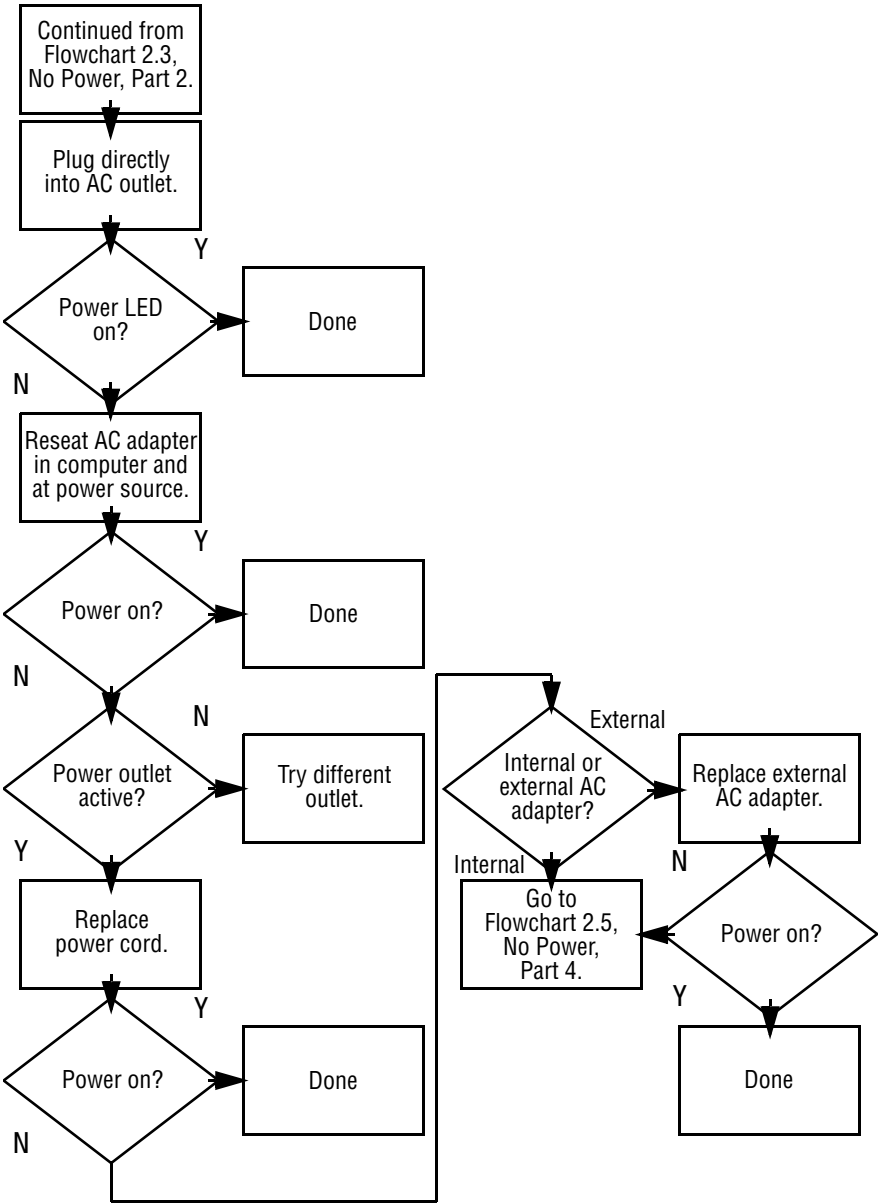 Continued from
Flowchart 2.3,
No Power, Part 2.
Plug directly
into AC outlet.
Y
Power LED
on?
Done
N
Reseat AC adapter
in computer and
at power source.
Y
Power on?
Done
N
N
Power outlet
active?
Try different
outlet.
Y
Replace
power cord.
Y
Power on?
Done
N
External
Internal or
external AC
adapter?
Replace external
AC adapter.
Internal
N
Go to
Flowchart 2.5,
No Power,
Part 4.
Power on?
Y
Done